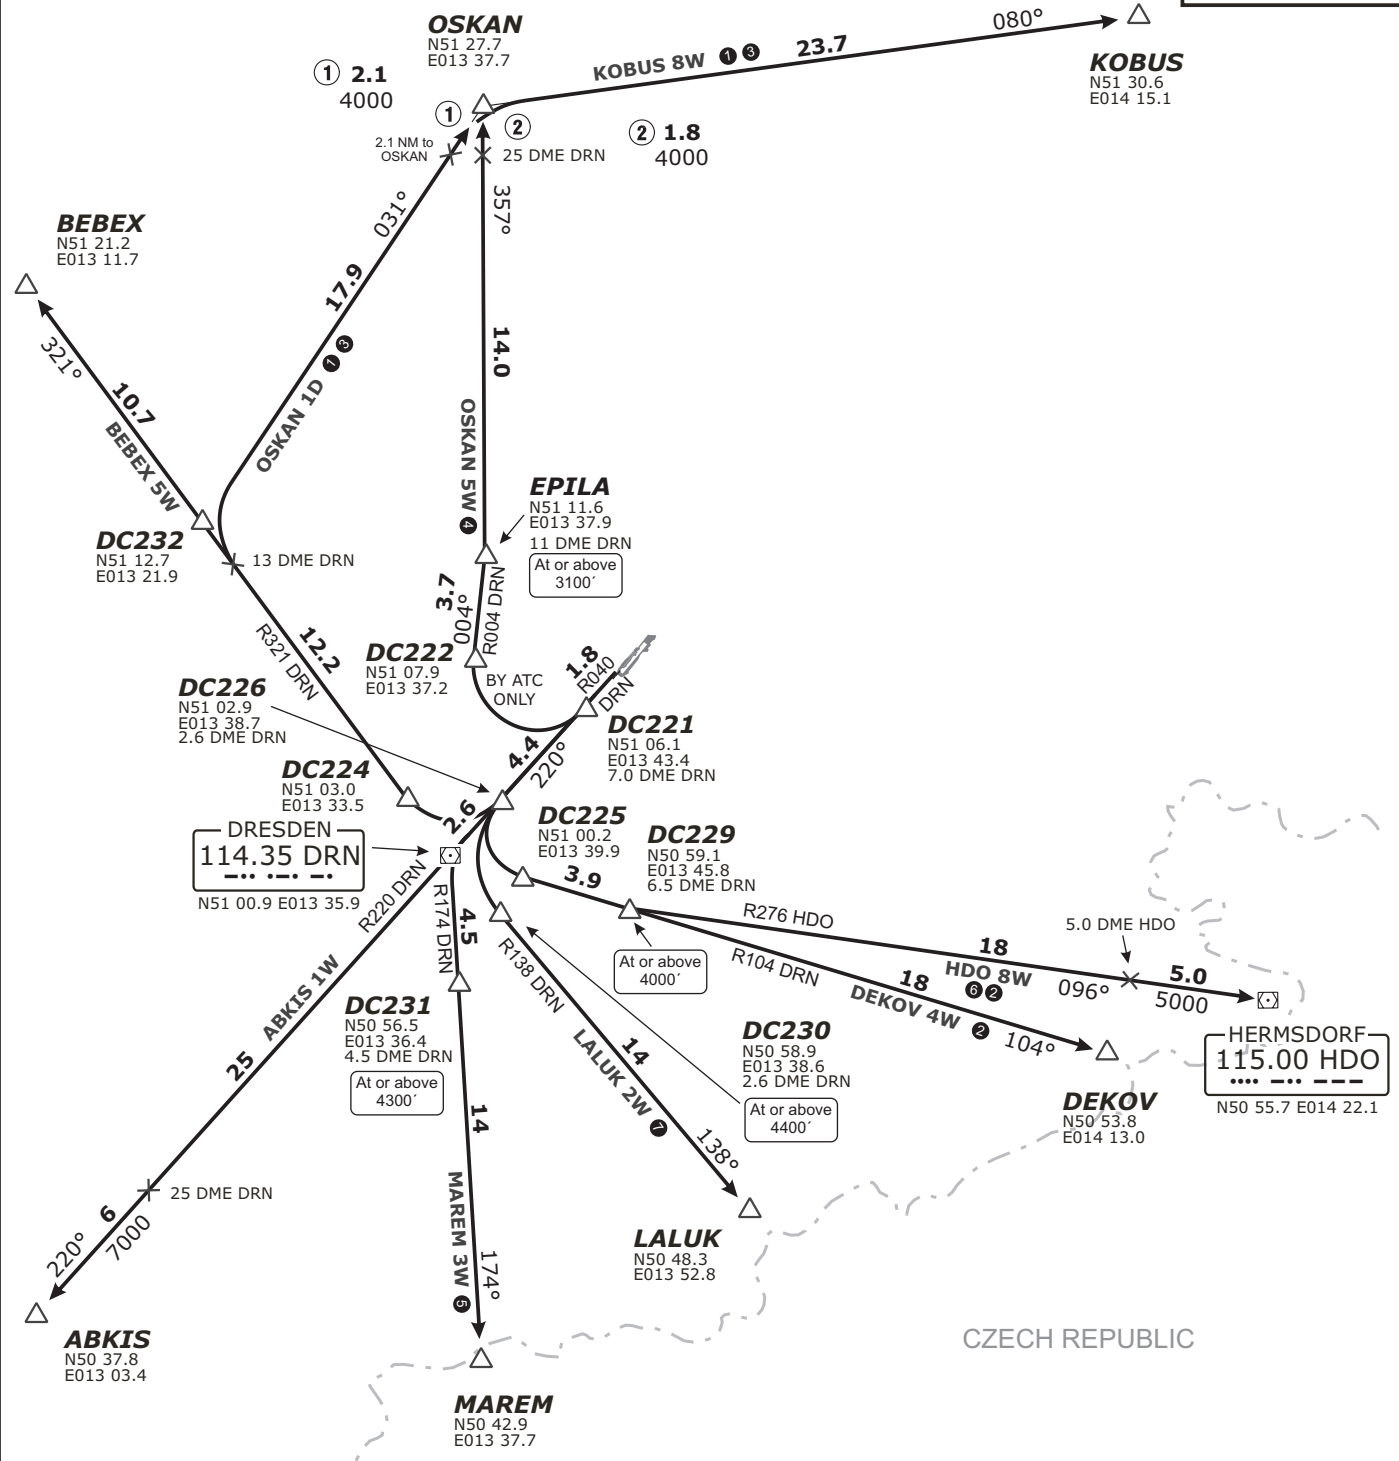 OSKAN
N51 27.7
E013 37.7
① 2.1
4000
①
②
② 1.8
4000
2.1 NM to
OSKAN
25 DME DRN
KOBUS 8W ❶ ❸
23.7
080°
KOBUS
N51 30.6
E014 15.1
357°
14.0
OSKAN 5W ❹
031°
17.9
OSKAN 1D ❶ ❸
BEBEX
N51 21.2
E013 11.7
321°
10.7
BEBEX 5W
DC232
N51 12.7
E013 21.9
13 DME DRN
EPILA
N51 11.6
E013 37.9
11 DME DRN
At or above
3100´
3.7
004°
R004 DRN
R321 DRN
12.2
DC222
N51 07.9
E013 37.2
BY ATC
ONLY
1.8
R040
DRN
DC226
N51 02.9
E013 38.7
2.6 DME DRN
DC221
N51 06.1
E013 43.4
7.0 DME DRN
4.4
220°
DC224
N51 03.0
E013 33.5
2.6
DRESDEN
114.35 DRN
N51 00.9 E013 35.9
DC225
N51 00.2
E013 39.9
3.9
DC229
N50 59.1
E013 45.8
6.5 DME DRN
At or above
4000´
R276 HDO
18
HDO 8W
❻ ❷
096°
5.0 DME HDO
5.0
5000
R104 DRN
18
DEKOV 4W ❷
104°
HERMSDORF
115.00 HDO
N50 55.7 E014 22.1
DEKOV
N50 53.8
E014 13.0
R220 DRN
R174 DRN
4.5
R138 DRN
ABKIS 1W
25
DC231
N50 56.5
E013 36.4
4.5 DME DRN
At or above
4300´
14
LALUK 2W ❼
138°
DC230
N50 58.9
E013 38.6
2.6 DME DRN
At or above
4400´
14
MAREM 3W ❺
174°
25 DME DRN
6
7000
220°
LALUK
N50 48.3
E013 52.8
ABKIS
N50 37.8
E013 03.4
CZECH REPUBLIC
MAREM
N50 42.9
E013 37.7